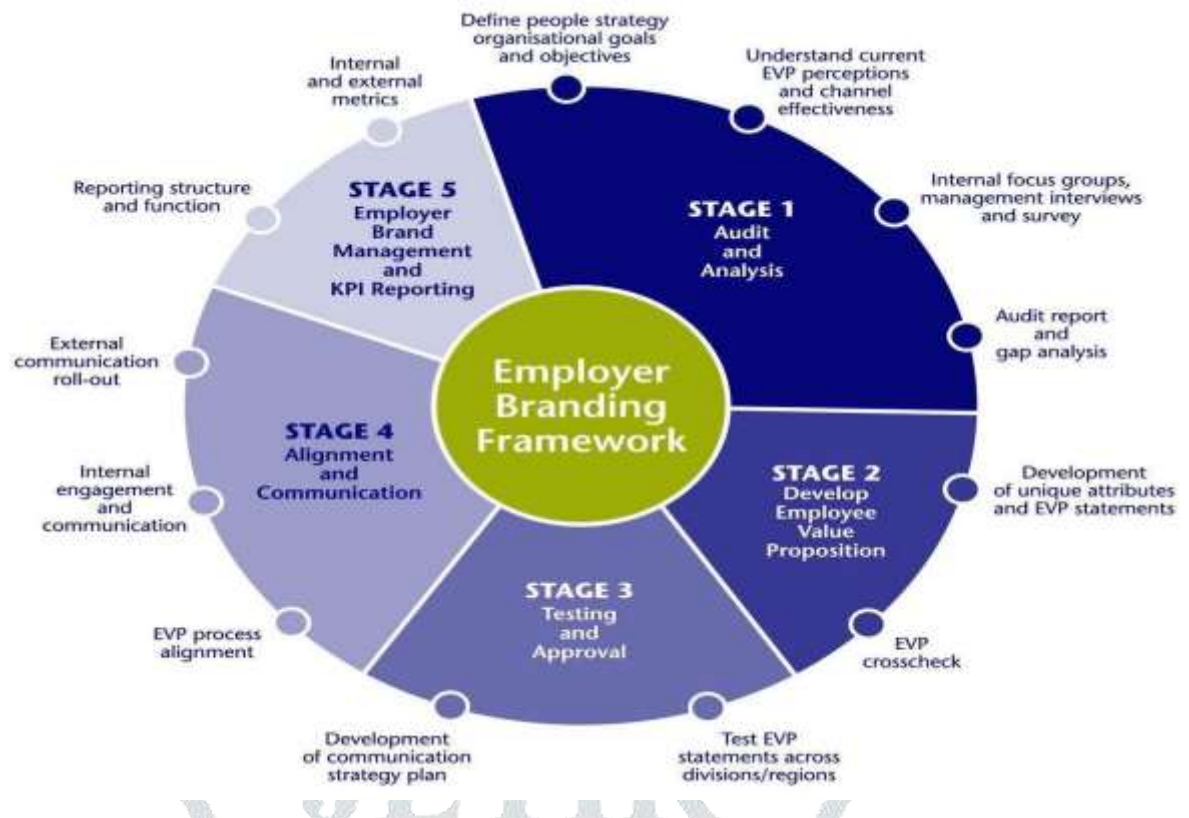 Define people strategy
organisational goals
and objectives
Understand current
EVP perceptions
and channel
effectiveness
Internal focus groups,
management interviews
and survey
Audit report
and
gap analysis
STAGE 1
Audit
and
Analysis
Development
of unique attributes
and EVP statements
EVP
crosscheck
STAGE 2
Develop
Employee
Value
Proposition
Test EVP
statements across
divisions/regions
Development
of communication
strategy plan
STAGE 3
Testing
and
Approval
EVP process
alignment
Internal
engagement
and
communication
External
communication
roll-out
STAGE 4
Alignment
and
Communication
Reporting structure
and function
Internal
and external
metrics
STAGE 5
Employer
Brand
Management
and
KPI Reporting
Employer
Branding
Framework